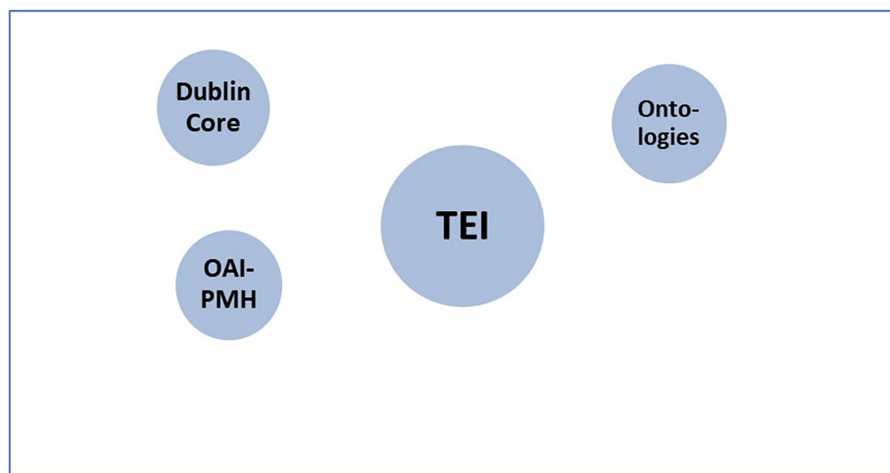 Dublin
Core
Onto-
logies
TEI
OAI-
PMH